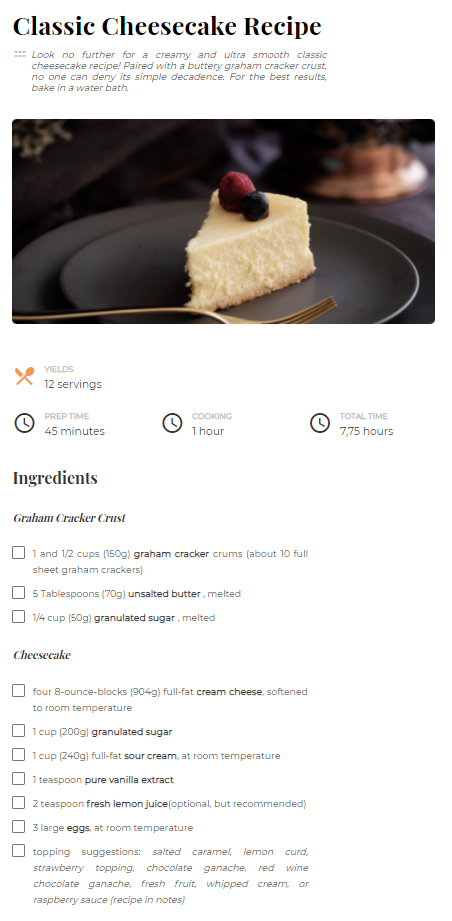 Classic Cheesecake Recipe
Look no further for a creamy and ultra smooth classic
cheesecake recipe! Paired with a buttery graham cracker crust,
no one can deny its simple decadence. For the best results,
bake in a water bath.
YIELDS
12 servings
PREP TIME COOKING TOTAL TIME
45 minutes 1 hour 7,75 hours
Ingredients
Graham Cracker Crust
1 and 1/2 cups (150g) graham cracker crums (about 10 full
sheet graham crackers)
5 Tablespoons (70g) unsalted butter , melted
1/4 cup (50g) granulated sugar , melted
Cheesecake
four 8-ounce-blocks (904g) full-fat cream cheese, softened
to room temperature
1 cup (200g) granulated sugar
1 cup (240g) full-fat sour cream, at room temperature
1 teaspoon pure vanilla extract
2 teaspoon fresh lemon juice(optional, but recommended)
3 large eggs, at room temperature
topping suggestions: salted caramel, lemon curd,
strawberry topping, chocolate ganache, red wine
chocolate ganache, fresh fruit, whipped cream, or
raspberry sauce (recipe in notes)